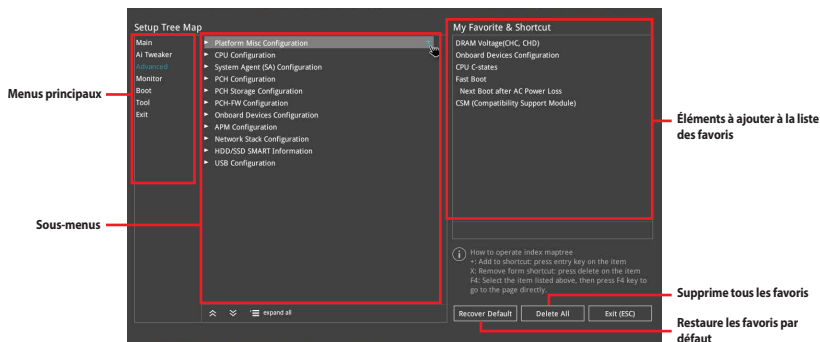 Setup Tree Map
Main
Ai Tweaker
Advanced
Monitor
Boot
Tool
Exit
Platform Misc Configuration
CPU Configuration
System Agent (SA) Configuration
PCH Configuration
PCH Storage Configuration
PCH-FW Configuration
Onboard Devices Configuration
APM Configuration
Network Stack Configuration
HDD/SSD SMART Information
USB Configuration
expand all
My Favorite & Shortcut
DRAM Voltage(CHC, CHD)
Onboard Devices Configuration
CPU C-states
Fast Boot
Next Boot after AC Power Loss
CSM (Compatibility Support Module)
How to operate index maptree
+: Add to shortcut: press entry key on the item
X: Remove form shortcut: press delete on the item
F4: Select the item listed above, then press F4 key to
go to the page directly.
Recover Default
Delete All
Exit (ESC)
Menus principaux
Sous-menus
Éléments à ajouter à la liste
des favoris
Supprime tous les favoris
Restaure les favoris par
défaut